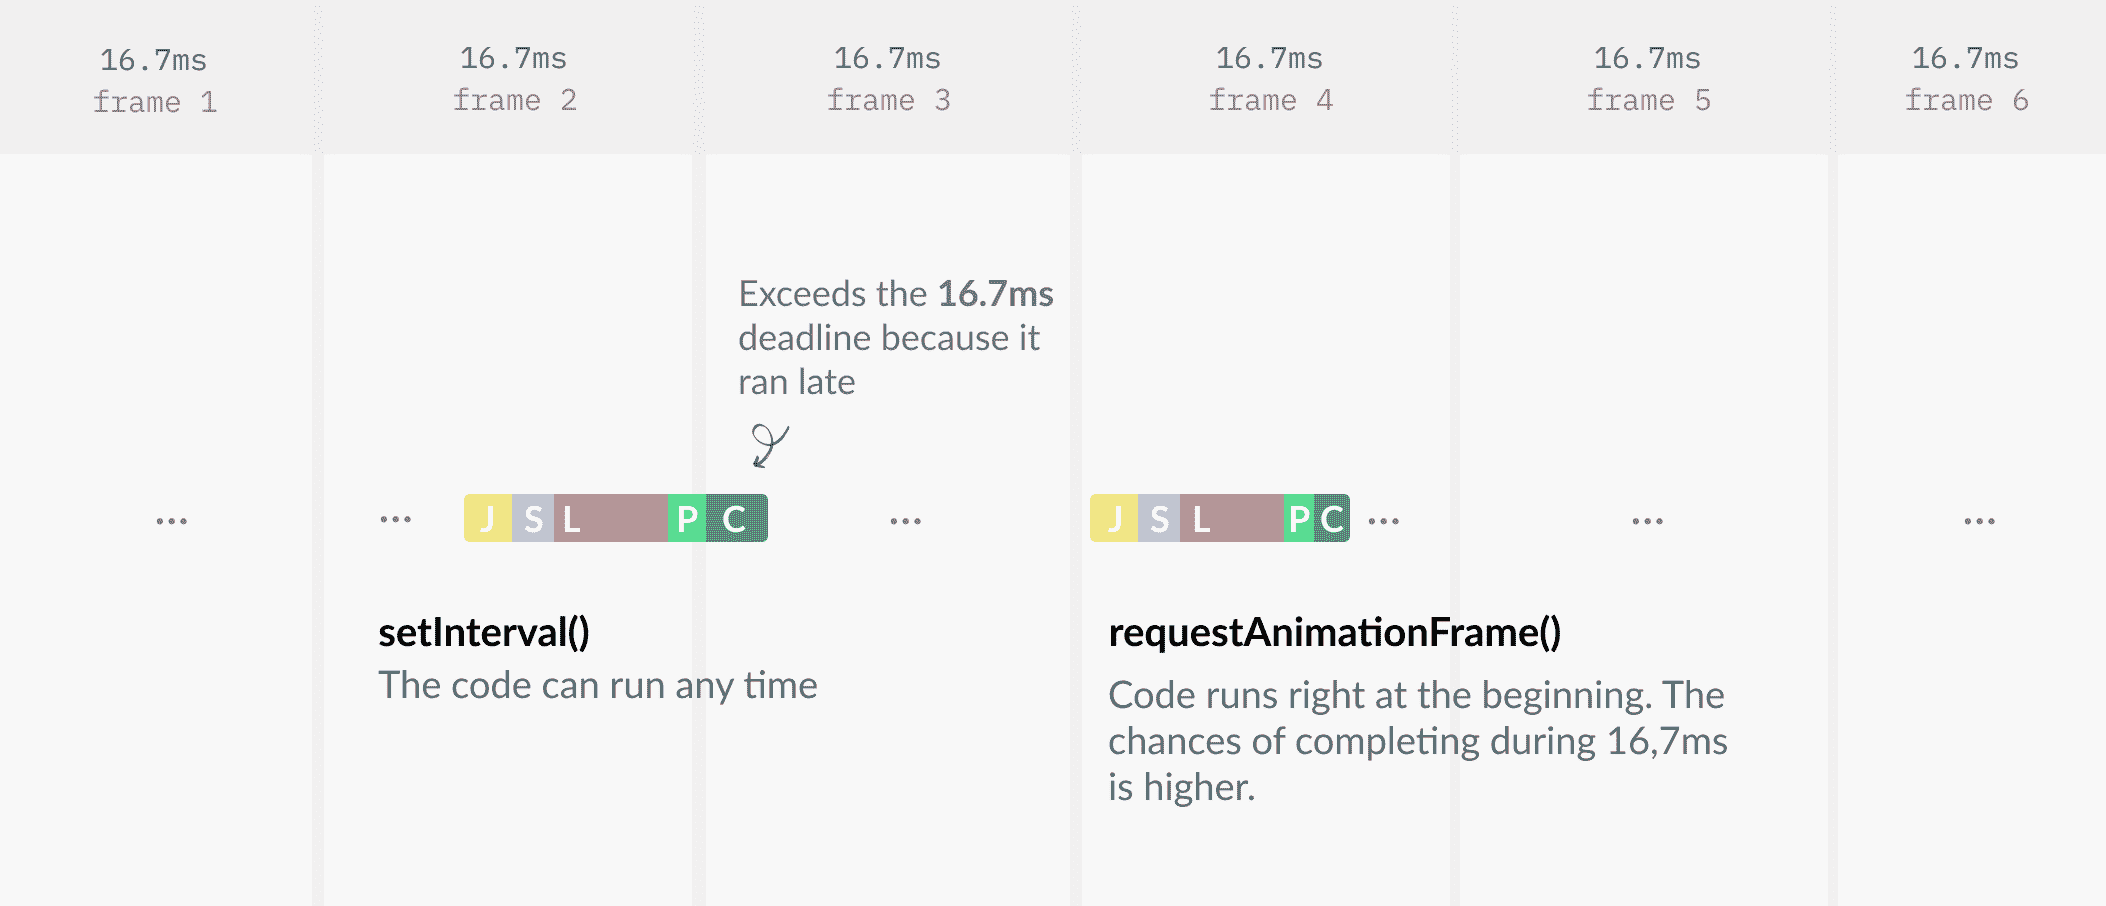 16.7ms 16.7ms 16.7ms 16.7ms 16.7ms 16.7ms
frame 1 frame 2 frame 3 frame 4 frame 5 frame 6
Exceeds the 16.7ms
deadline because it
ran late
... ... J S L P C ... J S L P C ... ... ...
setInterval()
The code can run any time
requestAnimationFrame()
Code runs right at the beginning. The
chances of completing during 16,7ms
is higher.